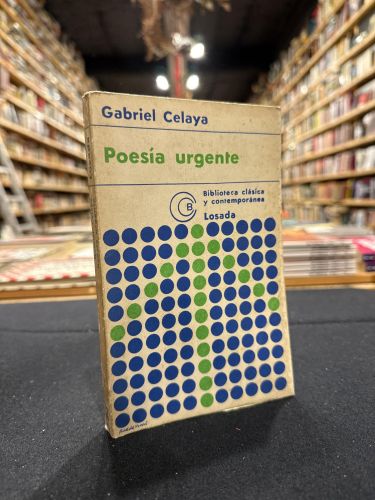 Gabriel Celaya
Poesía urgente
B
Biblioteca clásica
y contemporánea
Losada